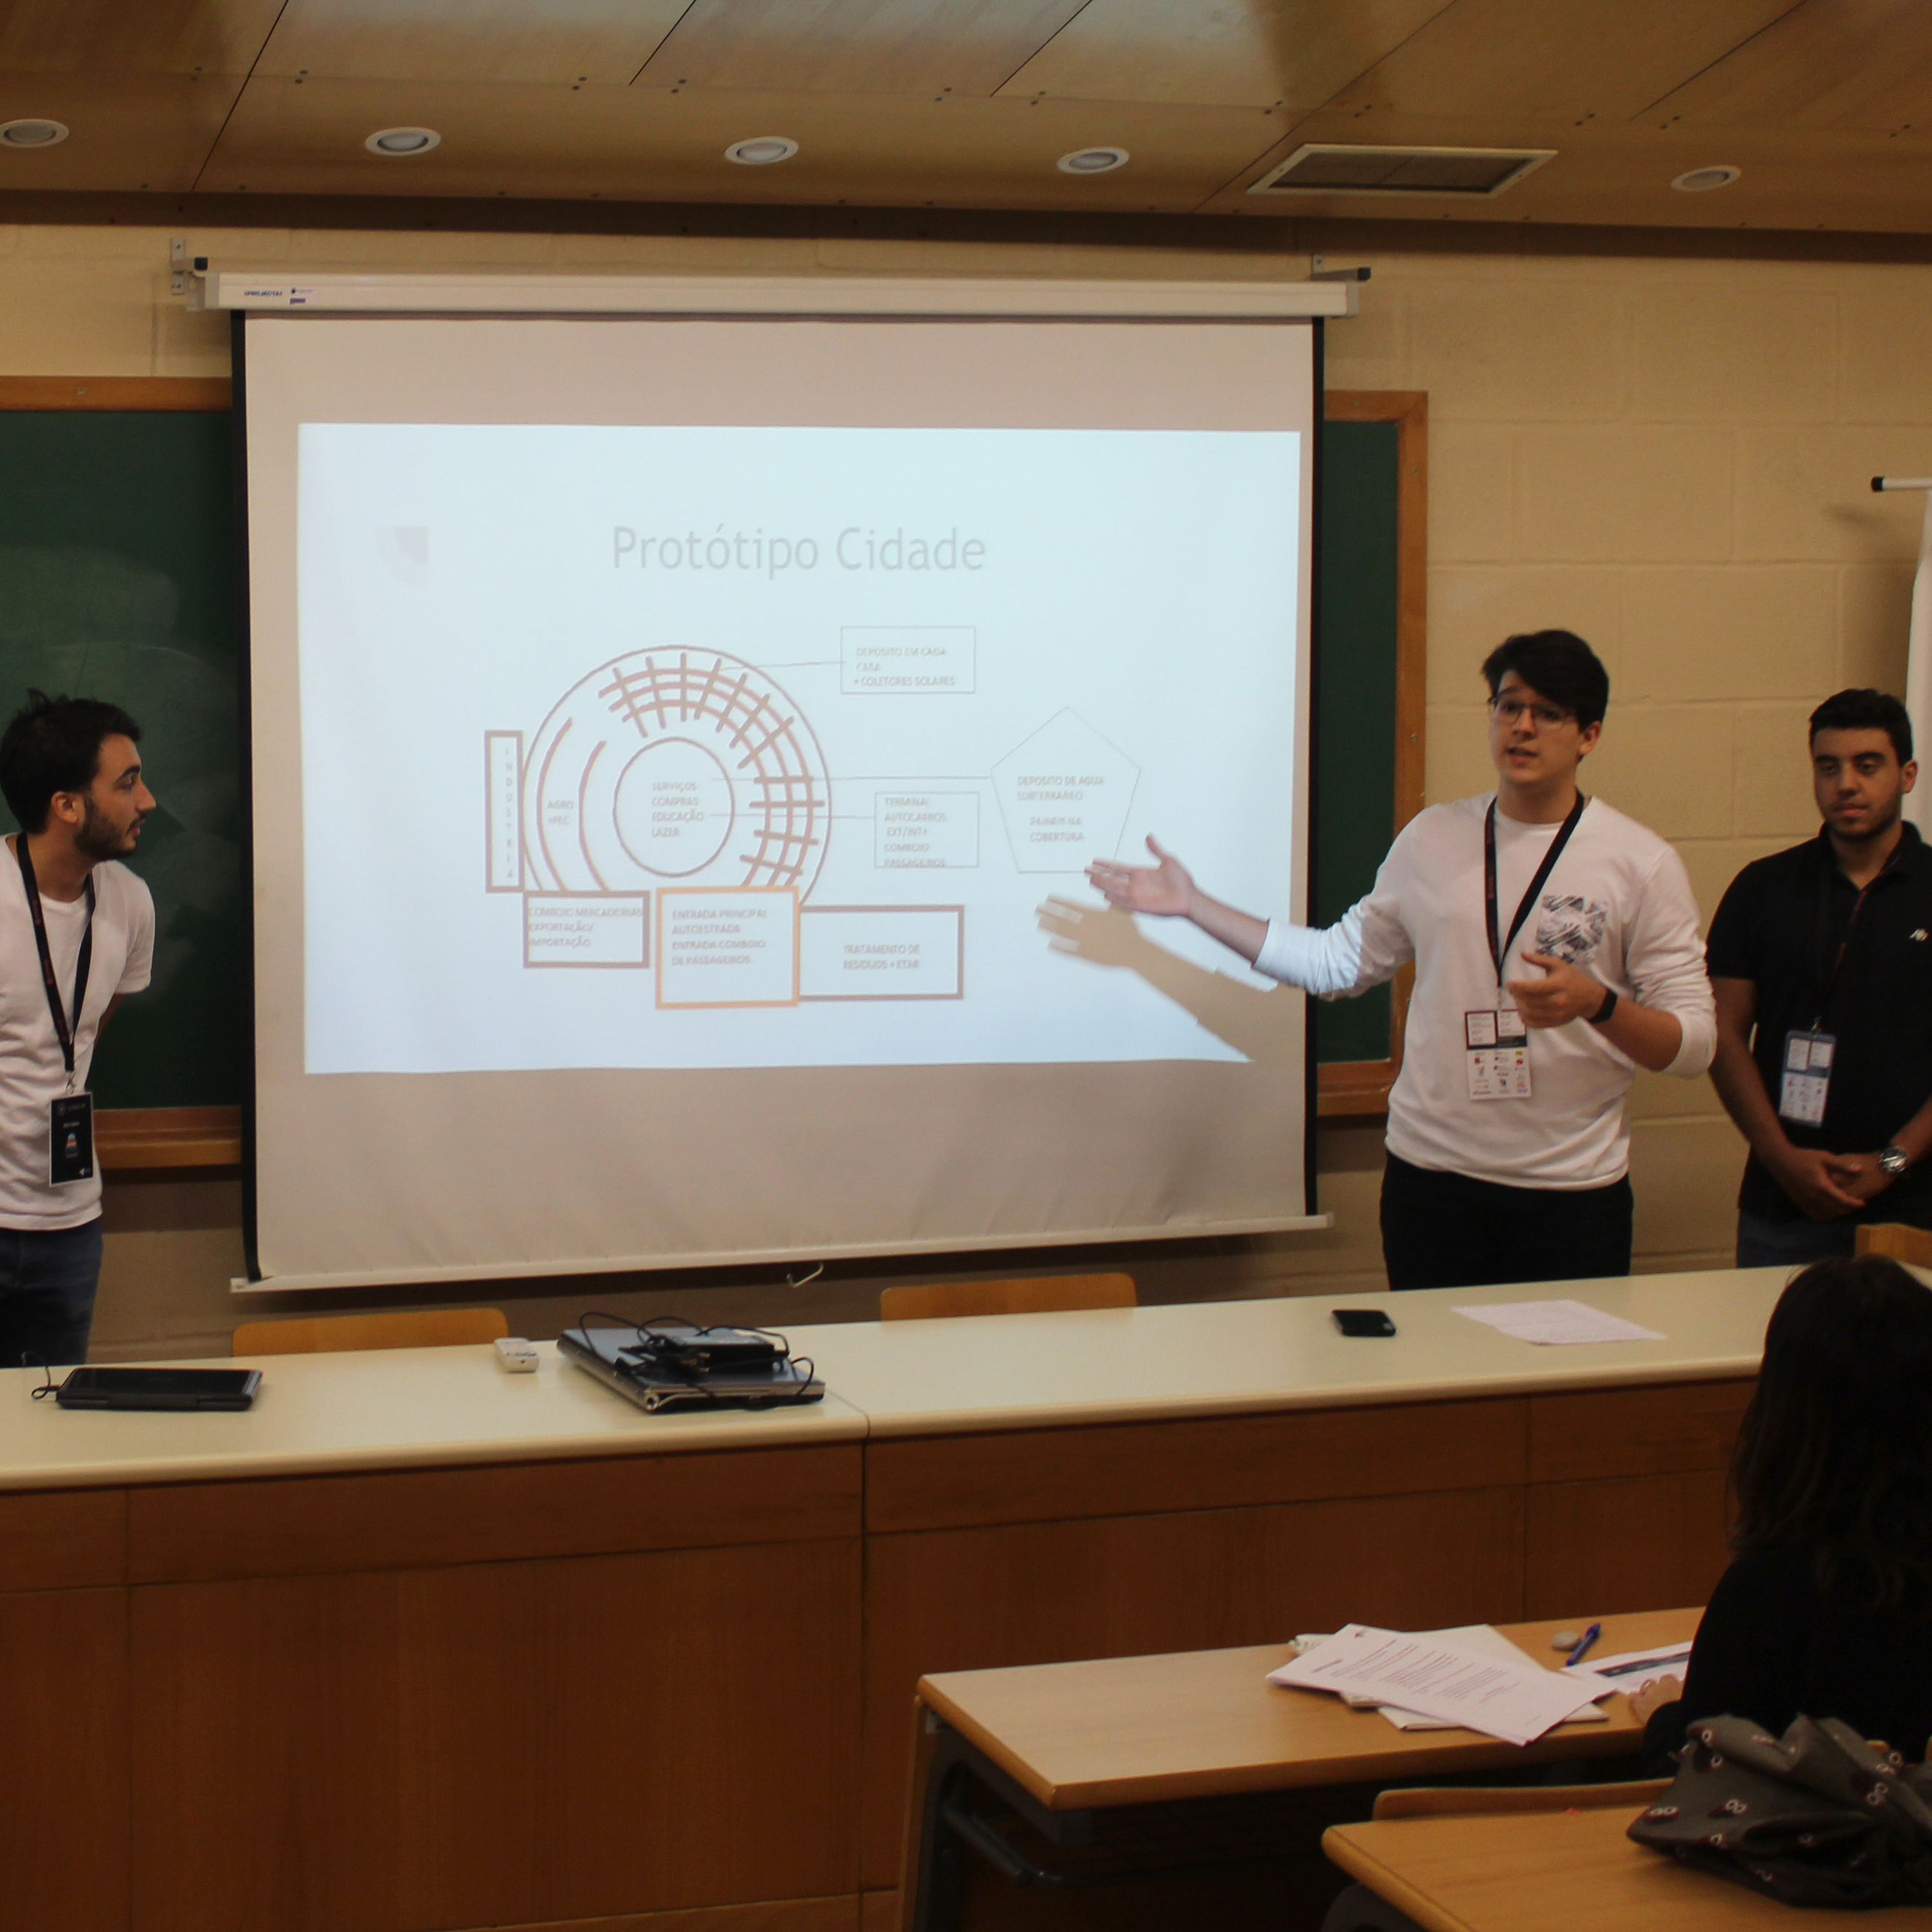 Protótipo Cidade
DEPOSITO EM CADA
CASA
+ COLETORES SOLARES
INDUSTRIA
AGRO
+PEC
SERVIÇOS
COMPRAS
EDUCAÇÃO
LAZER
TERMINAL
AUTOCARROS
EXT/INT+
COMBOIO
PASSAGEIROS
DEPOSITO DE AGUA
SUBTERRANEO
PAINEIS NA
COBERTURA
COMBOIO MERCADORIAS
EXPORTAÇÃO/
IMPORTAÇÃO
ENTRADA PRINCIPAL
AUTOESTRADA
ENTRADA COMBOIO
DE PASSAGEIROS
TRATAMENTO DE
RESIDUOS + ETAR